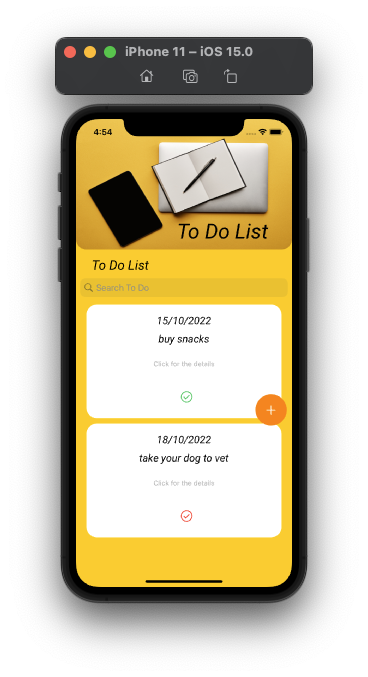 iPhone 11 – iOS 15.0
4:54
To Do List
To Do List
Search To Do
15/10/2022
buy snacks
Click for the details
+
18/10/2022
take your dog to vet
Click for the details